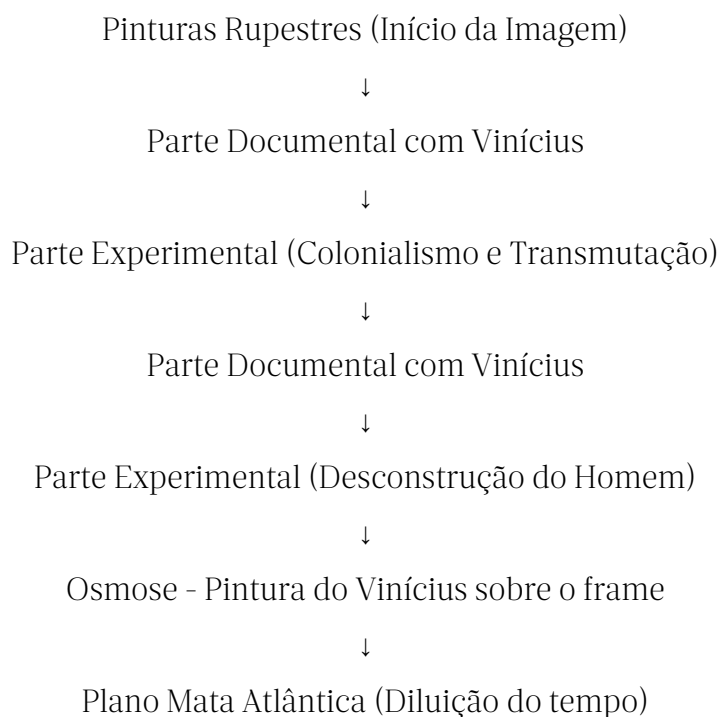 Pinturas Rupestres (Início da Imagem)
↓
Parte Documental com Vinícius
↓
Parte Experimental (Colonialismo e Transmutação)
↓
Parte Documental com Vinícius
↓
Parte Experimental (Desconstrução do Homem)
↓
Osmose - Pintura do Vinícius sobre o frame
↓
Plano Mata Atlântica (Diluição do tempo)